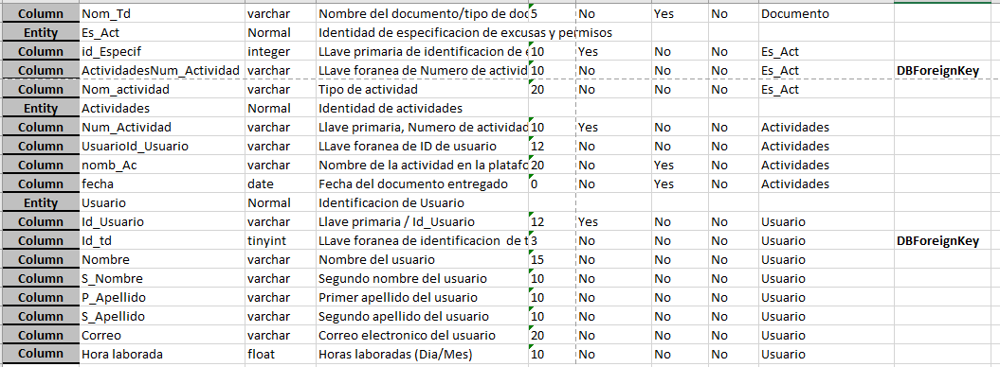 Column Nom_Td varchar Nombre del documento/tipo de doc 5 No Yes No Documento
Entity Es_Act Normal Identidad de especificacion de excusas y permisos
Column id_Especif integer Llave primaria de identificacion de e 10 Yes No No Es_Act
Column ActividadesNum_Actividad varchar LLave foranea de Numero de activid 10 No No No Es_Act DBForeignKey
Column Nom_actividad varchar Tipo de actividad 20 No No No Es_Act
Entity Actividades Normal Identidad de actividades
Column Num_Actividad varchar Llave primaria, Numero de actividad 10 Yes No No Actividades
Column UsuarioId_Usuario varchar LLave foranea de ID de usuario 12 No No No Actividades
Column nomb_Ac varchar Nombre de la actividad en la platafo 20 No Yes No Actividades
Column fecha date Fecha del documento entregado 0 No Yes No Actividades
Entity Usuario Normal Identificacion de Usuario
Column Id_Usuario varchar Llave primaria / Id_Usuario 12 Yes No No Usuario
Column Id_td tinyint LLave foranea de identificacion de t 3 No No No Usuario DBForeignKey
Column Nombre varchar Nombre del usuario 15 No No No Usuario
Column S_Nombre varchar Segundo nombre del usuario 10 No No No Usuario
Column P_Apellido varchar Primer apellido del usuario 10 No No No Usuario
Column S_Apellido varchar Segundo apellido del usuario 10 No No No Usuario
Column Correo varchar Correo electronico del usuario 20 No No No Usuario
Column Hora laborada float Horas laboradas (Dia/Mes) 10 No No No Usuario